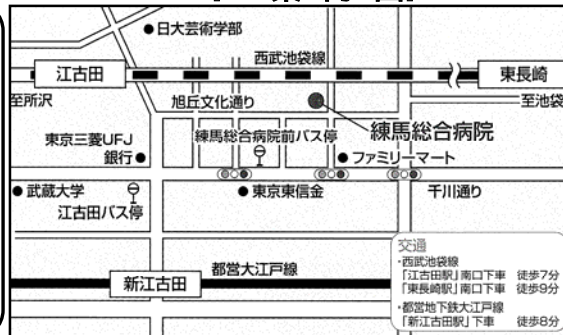 日大芸術学部
西武池袋線
江古田
東長崎
至所沢
旭丘文化通り
至池袋
練馬総合病院
東京三菱UFJ
銀行
練馬総合病院前バス停
ファミリーマート
武蔵大学
江古田バス停
東京東信金
千川通り
都営大江戸線
新江古田
交通
・西武池袋線
「江古田駅」南口下車 徒歩7分
「東長崎駅」南口下車 徒歩9分
・都営地下鉄大江戸線
「新江古田駅」下車 徒歩8分